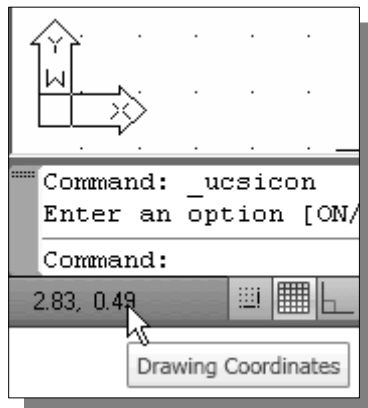 Y
W
X
Command: _ucsicon
Enter an option [ON/
Command:
2.83, 0.49
Drawing Coordinates